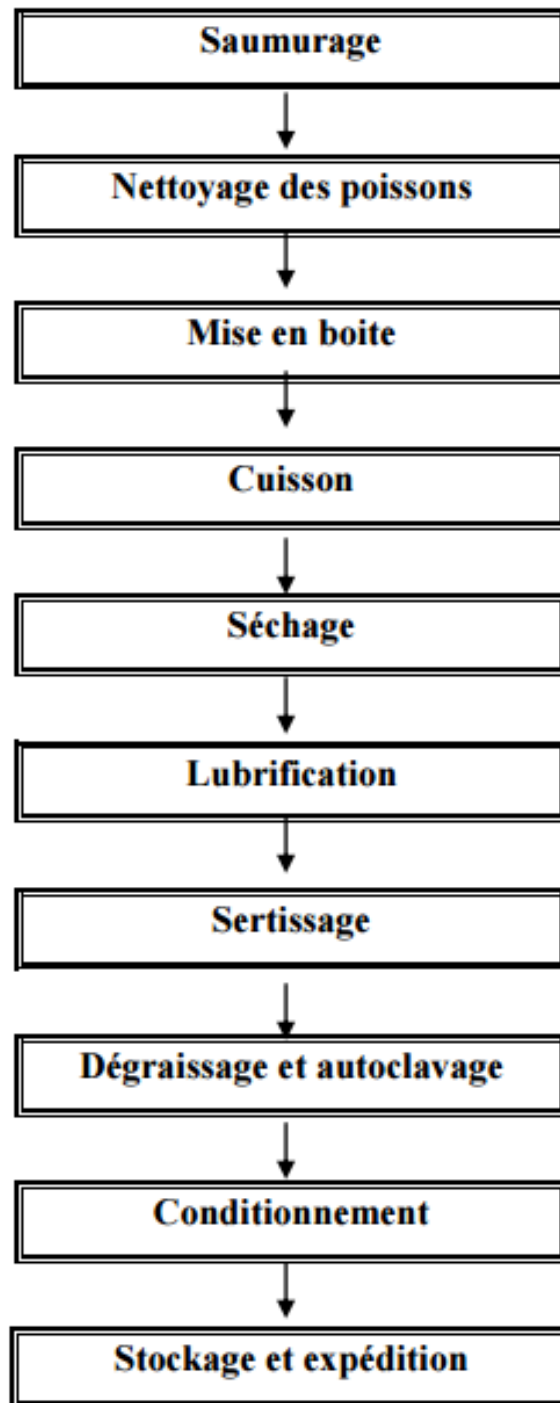 Saumurage
Nettoyage des poissons
Mise en boite
Cuisson
Séchage
Lubrification
Sertissage
Dégraissage et autoclavage
Conditionnement
Stockage et expédition